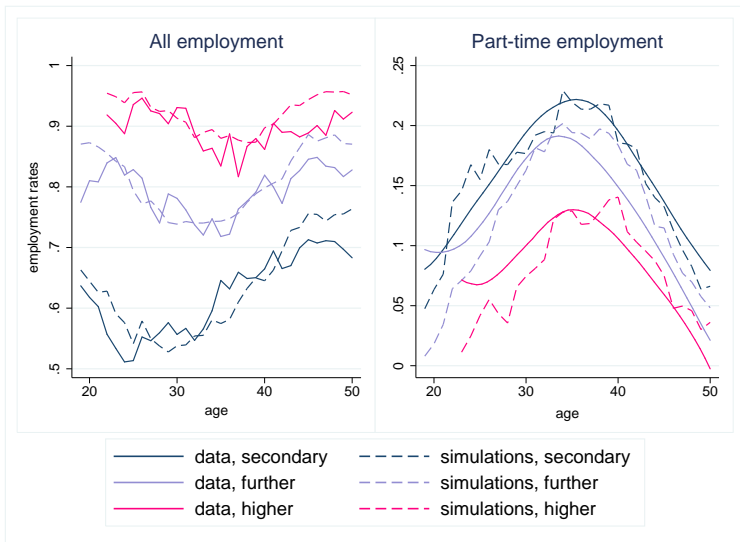 All employment
Part-time employment
employment rates
1
.9
.8
.7
.6
.5
20
30
40
50
age
.25
.2
.15
.1
.05
0
20
30
40
50
age
data, secondary
simulations, secondary
data, further
simulations, further
data, higher
simulations, higher